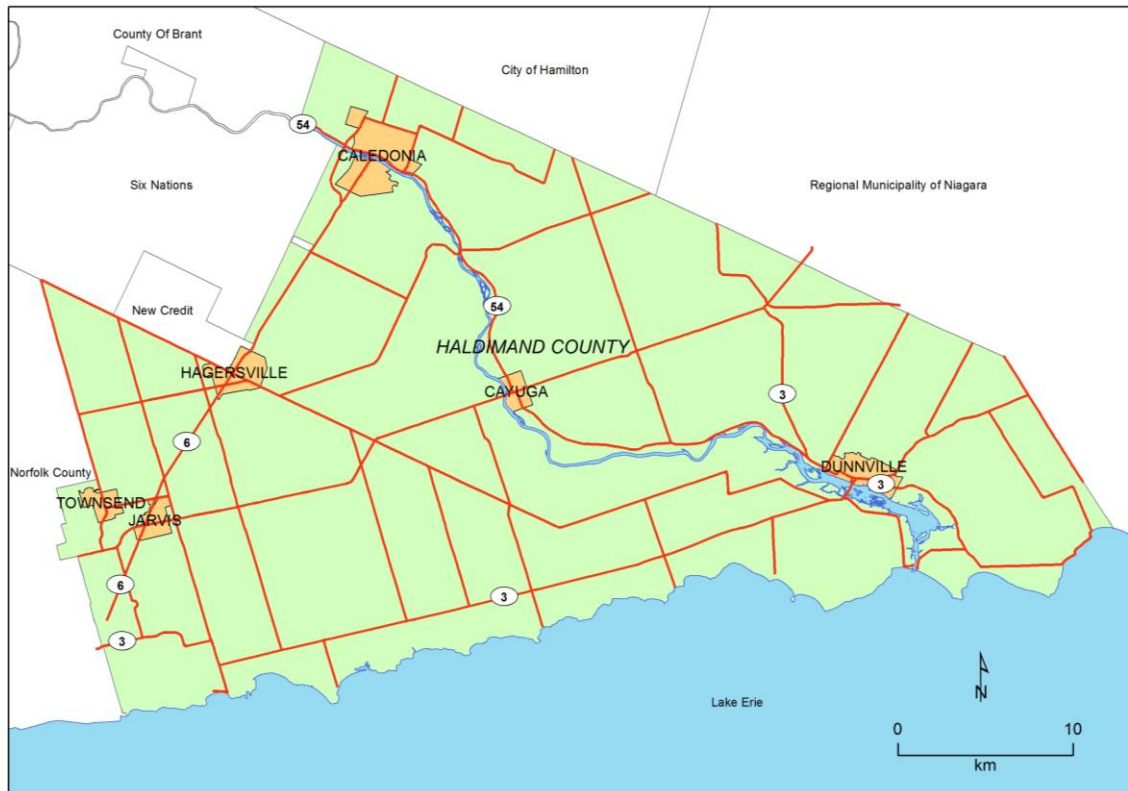 County Of Brant
City of Hamilton
54
CALEDONIA
Six Nations
Regional Municipality of Niagara
New Credit
54
HALDIMAND COUNTY
HAGERSVILLE
CAYUGA
3
6
Norfolk County
DUNNVILLE
3
TOWNSEND
JARVIS
6
3
3
N
Lake Erie
0 10
km